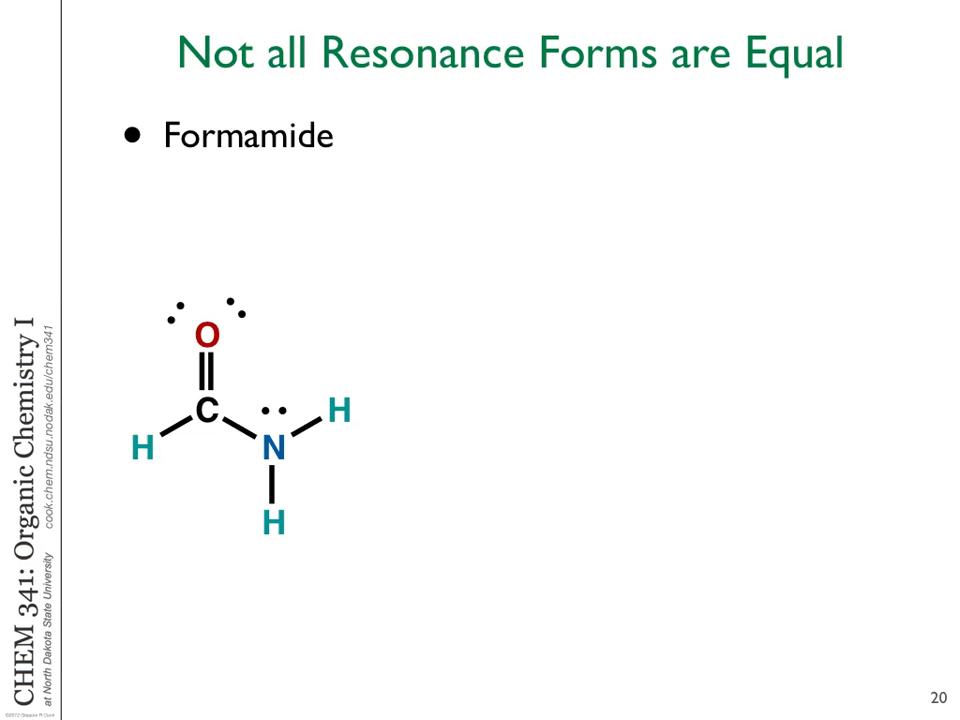 Not all Resonance Forms are Equal
• Formamide
O
C
H
H
N
H
CHEM 341: Organic Chemistry I
at North Dakota State University cook.chem.ndsu.nodak.edu/chem341
20